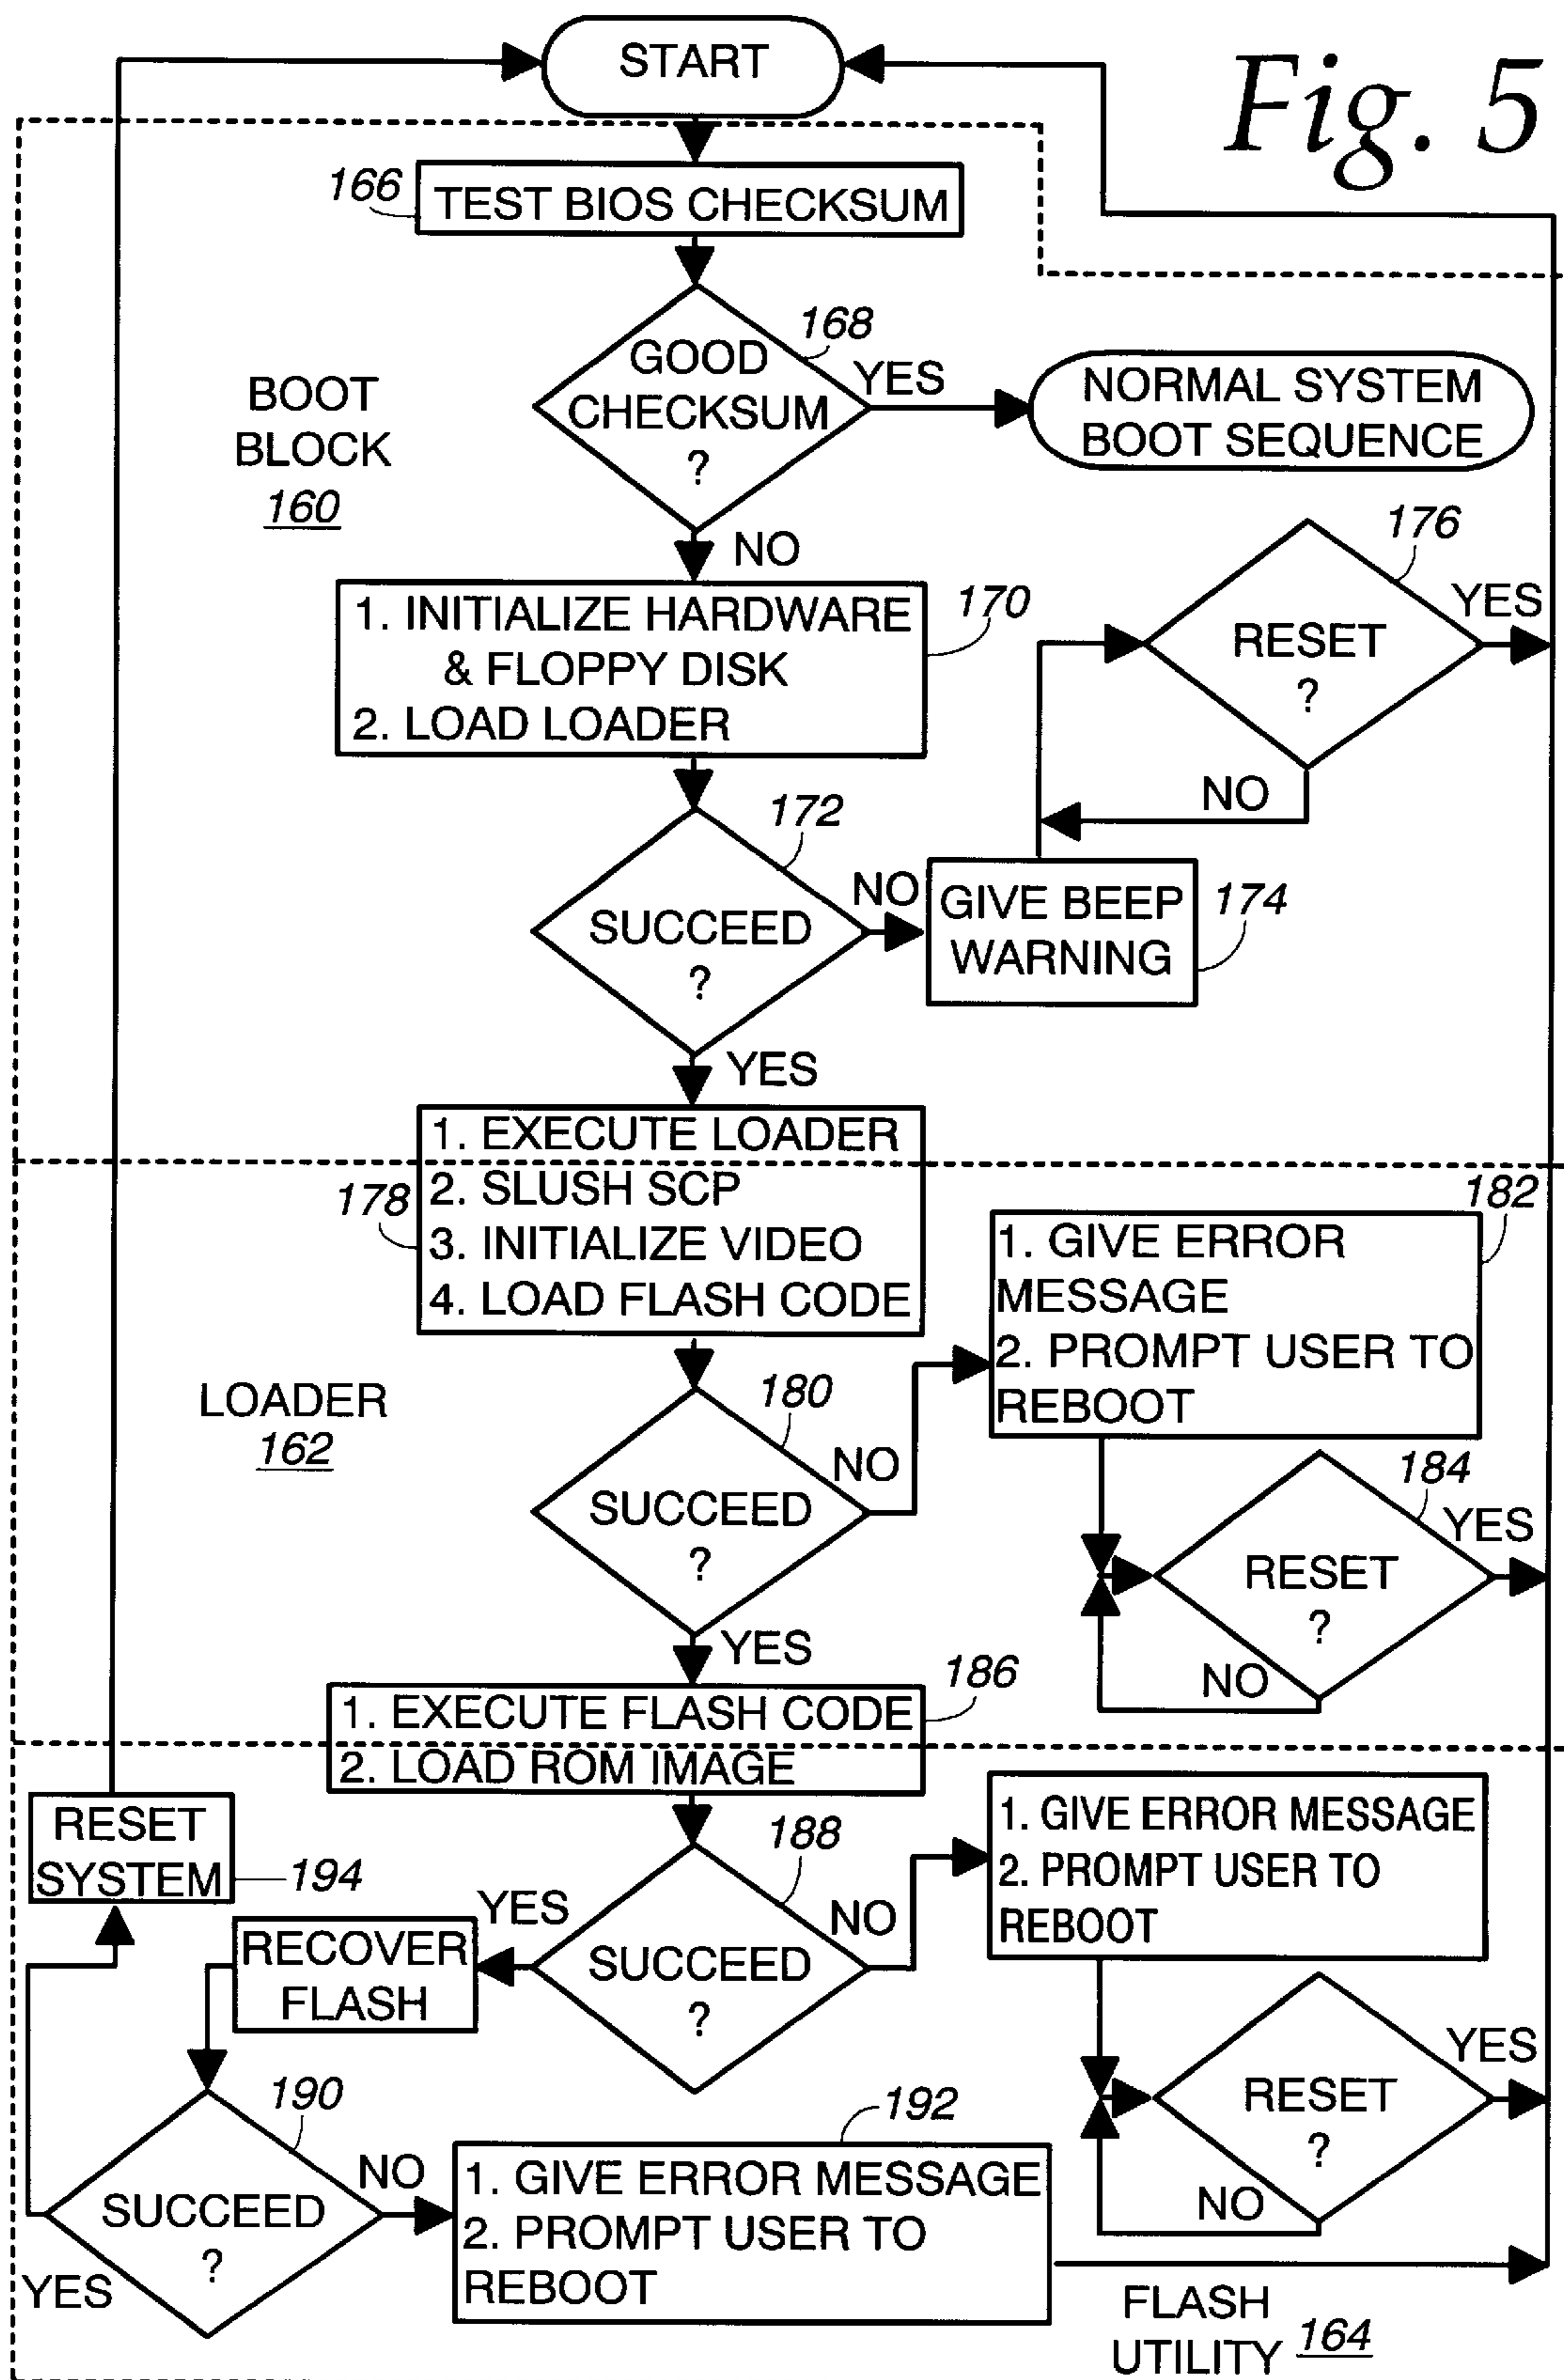 START
Fig. 5
166
TEST BIOS CHECKSUM
168
GOOD
CHECKSUM
?
YES
NORMAL SYSTEM
BOOT SEQUENCE
BOOT
BLOCK
160
NO
176
1. INITIALIZE HARDWARE
& FLOPPY DISK
2. LOAD LOADER
170
RESET
?
YES
NO
172
SUCCEED
?
NO
GIVE BEEP
WARNING
174
YES
1. EXECUTE LOADER
2. SLUSH SCP
3. INITIALIZE VIDEO
4. LOAD FLASH CODE
178
182
1. GIVE ERROR
MESSAGE
2. PROMPT USER TO
REBOOT
LOADER
162
180
SUCCEED
?
NO
184
RESET
?
YES
NO
YES
186
1. EXECUTE FLASH CODE
2. LOAD ROM IMAGE
RESET
SYSTEM
194
188
SUCCEED
?
YES
NO
1. GIVE ERROR MESSAGE
2. PROMPT USER TO
REBOOT
RECOVER
FLASH
RESET
?
YES
NO
190
SUCCEED
?
YES
NO
192
1. GIVE ERROR MESSAGE
2. PROMPT USER TO
REBOOT
FLASH
UTILITY 164